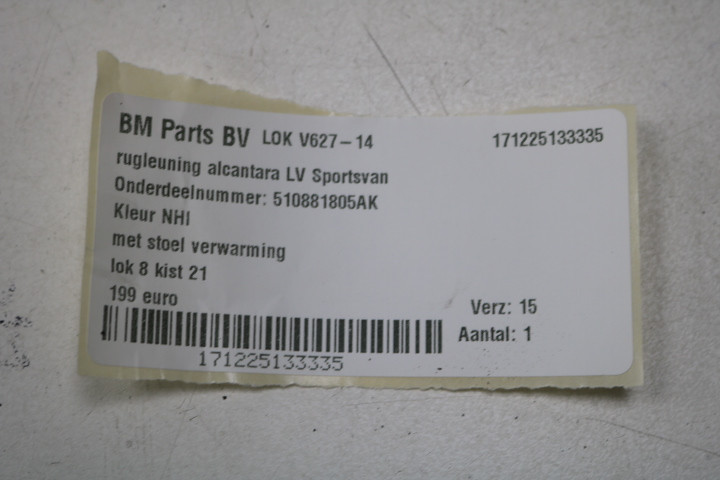 BM Parts BV LOK V627-14 171225133335
rugleuning alcantara LV Sportsvan
Onderdeelnummer: 510881805AK
Kleur NHI
met stoel verwarming
lok 8 kist 21
199 euro
Verz: 15
Aantal: 1
171225133335